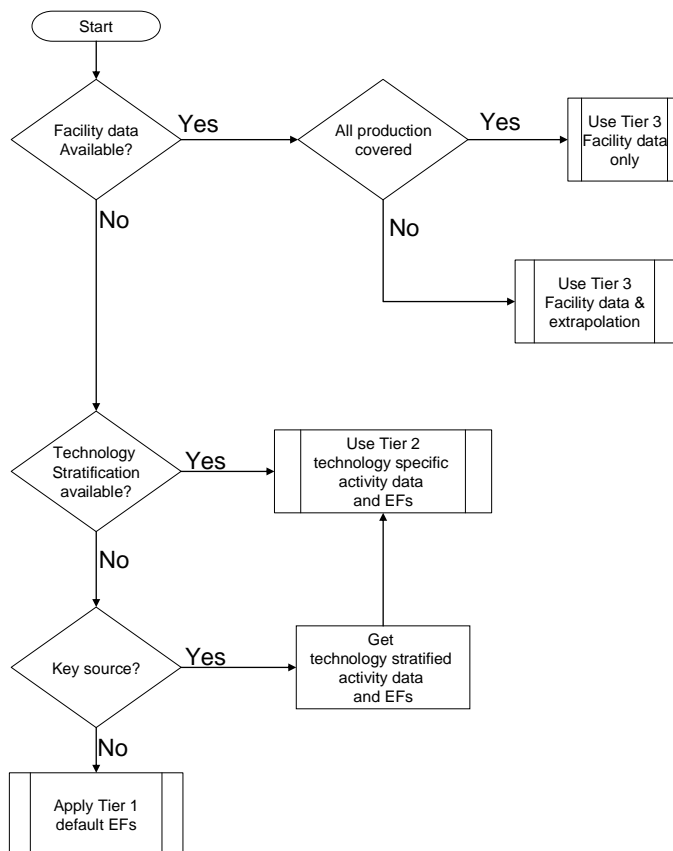 Start
Facility data
Available?
Yes
All production
covered
Yes
Use Tier 3
Facility data
only
No
No
Use Tier 3
Facility data &
extrapolation
Technology
Stratification
available?
Yes
Use Tier 2
technology specific
activity data
and EFs
No
Key source?
Yes
Get
technology stratified
activity data
and EFs
No
Apply Tier 1
default EFs